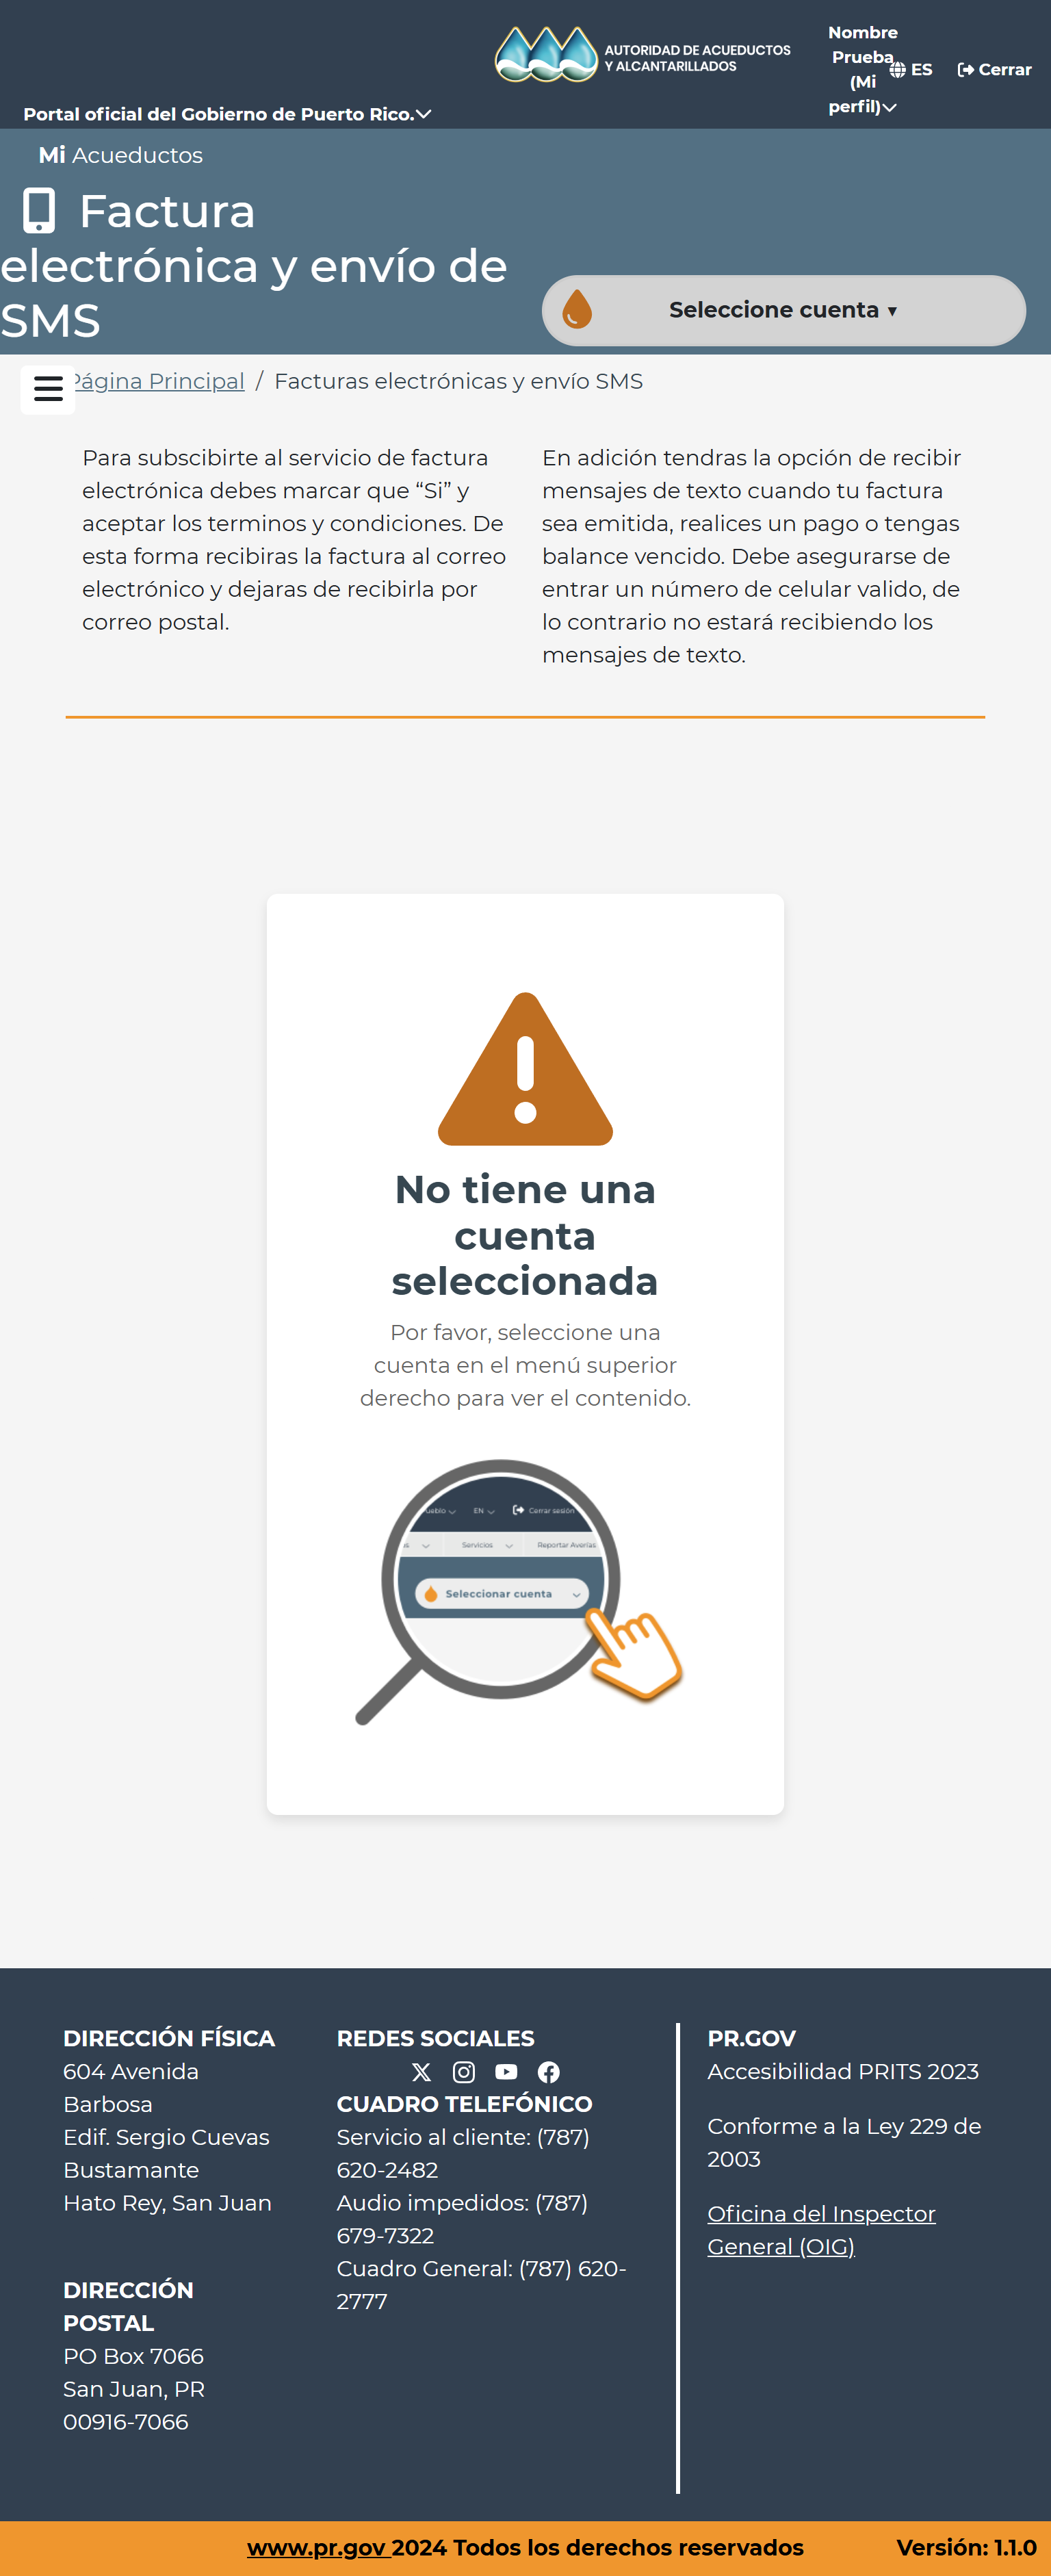 AUTORIDAD DE ACUEDUCTOS
Y ALCANTARILLADOS
Nombre
Prueba
(Mi
perfil)
ES
Cerrar
Portal oficial del Gobierno de Puerto Rico.
Mi Acueductos
Factura
electrónica y envío de
SMS
Seleccione cuenta ▾
Página Principal / Facturas electrónicas y envío SMS
Para subscibirte al servicio de factura
electrónica debes marcar que “Si” y
aceptar los terminos y condiciones. De
esta forma recibiras la factura al correo
electrónico y dejaras de recibirla por
correo postal.
En adición tendras la opción de recibir
mensajes de texto cuando tu factura
sea emitida, realices un pago o tengas
balance vencido. Debe asegurarse de
entrar un número de celular valido, de
lo contrario no estará recibiendo los
mensajes de texto.
No tiene una
cuenta
seleccionada
Por favor, seleccione una
cuenta en el menú superior
derecho para ver el contenido.
ueblo EN Cerrar sesión
as Servicios Reportar Averías
Seleccionar cuenta
DIRECCIÓN FÍSICA
604 Avenida
Barbosa
Edif. Sergio Cuevas
Bustamante
Hato Rey, San Juan
DIRECCIÓN
POSTAL
PO Box 7066
San Juan, PR
00916-7066
REDES SOCIALES
CUADRO TELEFÓNICO
Servicio al cliente: (787)
620-2482
Audio impedidos: (787)
679-7322
Cuadro General: (787) 620-
2777
PR.GOV
Accesibilidad PRITS 2023
Conforme a la Ley 229 de
2003
Oficina del Inspector
General (OIG)
www.pr.gov 2024 Todos los derechos reservados
Versión: 1.1.0